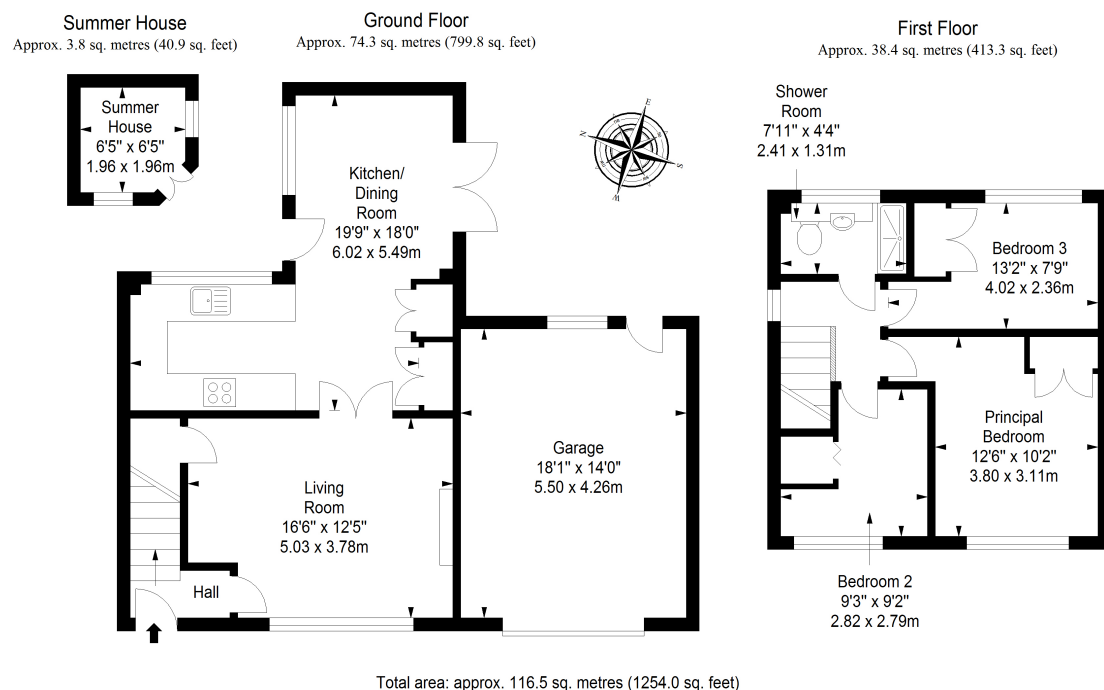 Summer House
Approx. 3.8 sq. metres (40.9 sq. feet)
Ground Floor
Approx. 74.3 sq. metres (799.8 sq. feet)
First Floor
Approx. 38.4 sq. metres (413.3 sq. feet)
Summer
House
6'5" x 6'5"
1.96 x 1.96m
Kitchen/
Dining
Room
19'9" x 18'0"
6.02 x 5.49m
N
E
S
W
Shower
Room
7'11" x 4'4"
2.41 x 1.31m
Bedroom 3
13'2" x 7'9"
4.02 x 2.36m
Principal
Bedroom
12'6" x 10'2"
3.80 x 3.11m
Garage
18'1" x 14'0"
5.50 x 4.26m
Living
Room
16'6" x 12'5"
5.03 x 3.78m
Hall
Bedroom 2
9'3" x 9'2"
2.82 x 2.79m
Total area: approx. 116.5 sq. metres (1254.0 sq. feet)